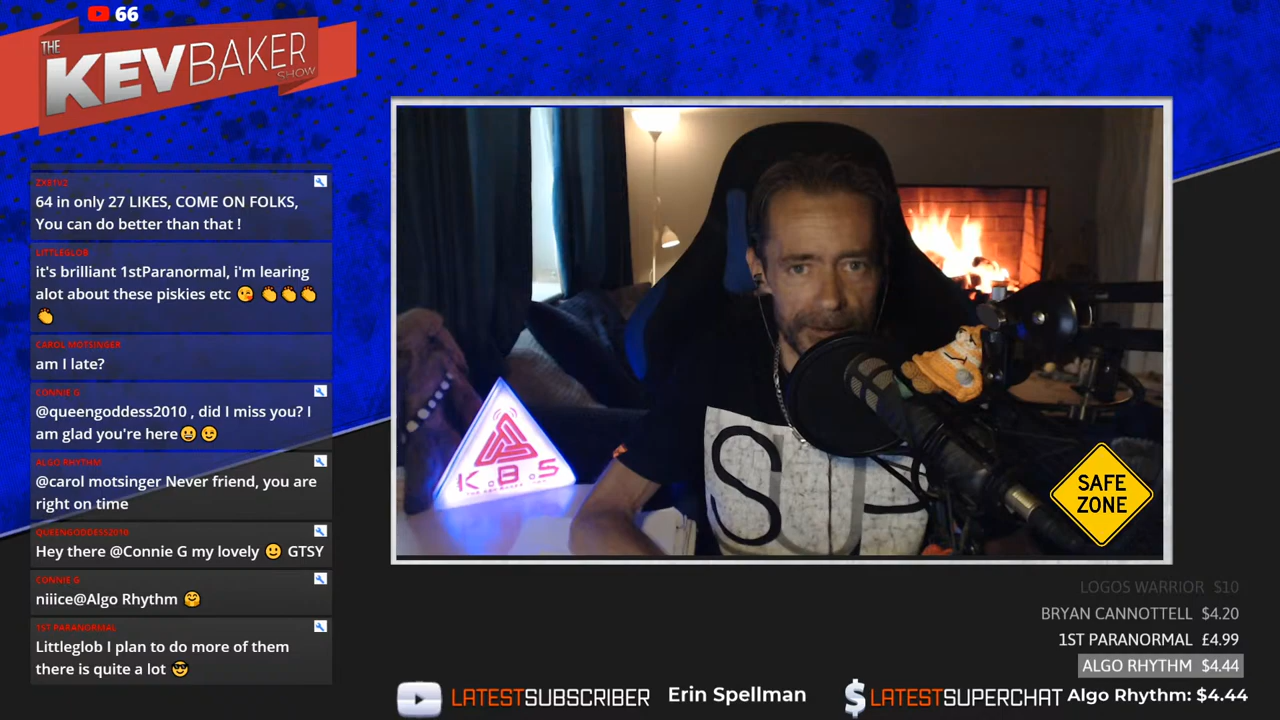 66
THE
KEVBAKER
SHOW
ZXE1V2
64 in only 27 LIKES, COME ON FOLKS,
You can do better than that !
LITTLEGLOB
it's brilliant 1stParanormal, i'm learing
alot about these piskies etc 😘 👏👏👏
👏
CAROL MOTSINGER
am I late?
CONNIE G
@queengoddess2010 , did I miss you? I
am glad you're here😀 😉
ALGO RHYTHM
@carol motsinger Never friend, you are
right on time
QUEENGODDESS2010
Hey there @Connie G my lovely 🙂 GTSY
CONNIE G
niiice@Algo Rhythm 🤗
1ST PARANORMAL
Littleglob I plan to do more of them
there is quite a lot 😎
K.B.S
SUP
SAFE
ZONE
LOGOS WARRIOR $10
BRYAN CANNOTTELL $4.20
1ST PARANORMAL £4.99
ALGO RHYTHM $4.44
LATESTSUBSCRIBER Erin Spellman
$ LATESTSUPERCHAT Algo Rhythm: $4.44